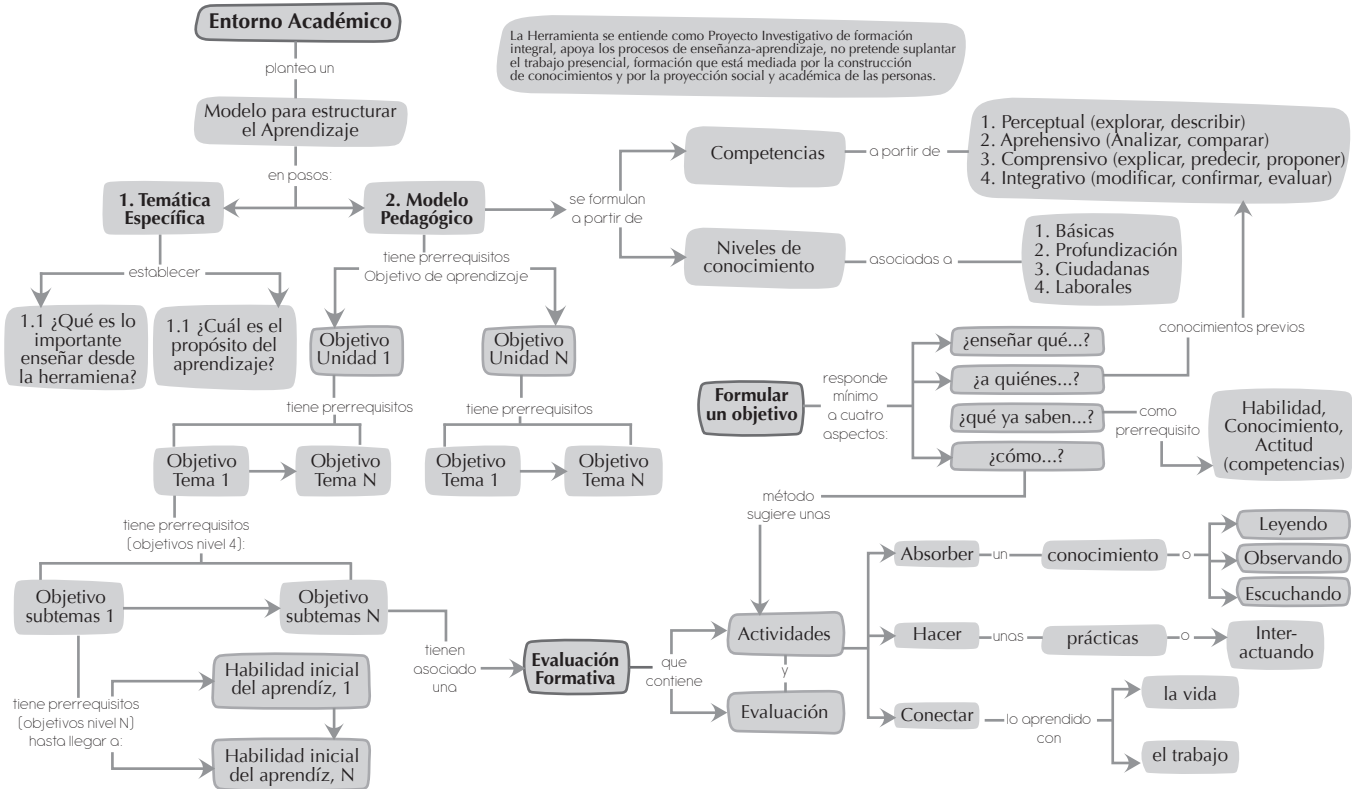 Entorno Académico
plantea un
Modelo para estructurar
el Aprendizaje
en pasos:
La Herramienta se entiende como Proyecto Investigativo de formación
integral, apoya los procesos de enseñanza-aprendizaje, no pretende suplantar
el trabajo presencial, formación que está mediada por la construcción
de conocimientos y por la proyección social y académica de las personas.
1. Temática
Específica
2. Modelo
Pedagógico
se formulan
a partir de
Competencias
a partir de
1. Perceptual (explorar, describir)
2. Aprehensivo (Analizar, comparar)
3. Comprensivo (explicar, predecir, proponer)
4. Integrativo (modificar, confirmar, evaluar)
Niveles de
conocimiento
asociadas a
1. Básicas
2. Profundización
3. Ciudadanas
4. Laborales
establecer
1.1 ¿Qué es lo
importante
enseñar desde
la herramiena?
1.1 ¿Cuál es el
propósito del
aprendizaje?
tiene prerrequisitos
Objetivo de aprendizaje
Objetivo
Unidad 1
Objetivo
Unidad N
tiene prerrequisitos
tiene prerrequisitos
Objetivo
Tema 1
Objetivo
Tema N
Objetivo
Tema 1
Objetivo
Tema N
tiene prerrequisitos
(objetivos nivel 4):
Objetivo
subtemas 1
Objetivo
subtemas N
tiene prerrequisitos
(objetivos nivel N)
hasta llegar a:
Habilidad inicial
del aprendíz, 1
Habilidad inicial
del aprendíz, N
tienen
asociado
una
Evaluación
Formativa
que
contiene
Actividades
y
Evaluación
Formular
un objetivo
responde
mínimo
a cuatro
aspectos:
¿enseñar qué...?
¿a quiénes...?
¿qué ya saben...?
¿cómo...?
conocimientos previos
como
prerrequisito
Habilidad,
Conocimiento,
Actitud
(competencias)
método
sugiere unas
Absorber
un
conocimiento
o
Leyendo
Observando
Escuchando
Hacer
unas
prácticas
o
Inter-
actuando
Conectar
lo aprendido
con
la vida
el trabajo